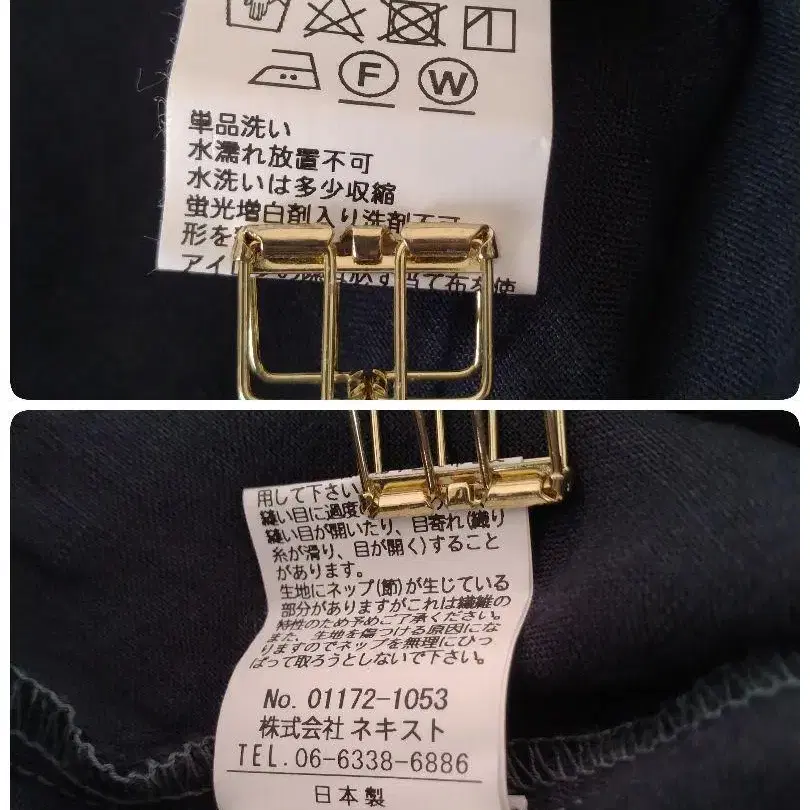 F W
単品洗い
水濡れ放置不可
水洗いは多少収縮
蛍光増白剤入り洗剤不可
形を
アイ
用して下さい
縫い目に過度
縫い目が開いたり、目寄れ(織り
糸が滑り、目が開く)すること
があります。
生地にネップ(節)が生じている
部分がありますがこれは繊維の
特性のため予めご了承ください。
また、生地を傷つける原因にな
りますのでネップを無理にひっ
ぱって取ろうとしないで下さい。
No. 01172-1053
株式会社 ネキスト
TEL.06-6338-6886
日本製